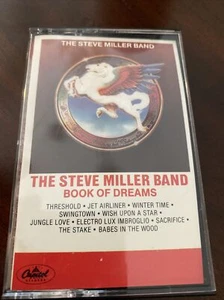 THE STEVE MILLER BAND
THE STEVE MILLER BAND
BOOK OF DREAMS
THRESHOLD • JET AIRLINER • WINTER TIME •
SWINGTOWN • WISH UPON A STAR •
JUNGLE LOVE • ELECTRO LUX IMBROGLIO • SACRIFICE •
THE STAKE • BABES IN THE WOOD
Capitol